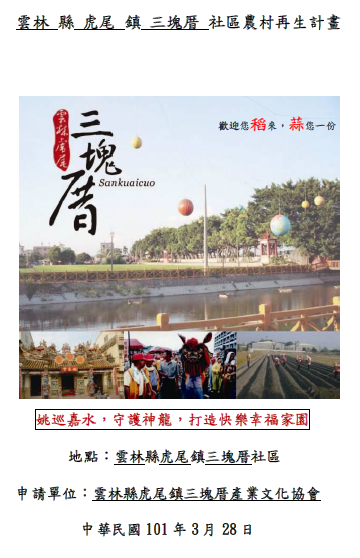 雲林 縣 虎尾 鎮 三塊厝 社區農村再生計畫
雲林虎尾
三塊厝
Sankuaicuo
歡迎您稻來，蒜您一份
姚巡嘉水，守護神龍，打造快樂幸福家園
地點：雲林縣虎尾鎮三塊厝社區
申請單位：雲林縣虎尾鎮三塊厝產業文化協會
中華民國 101 年 3 月 28 日